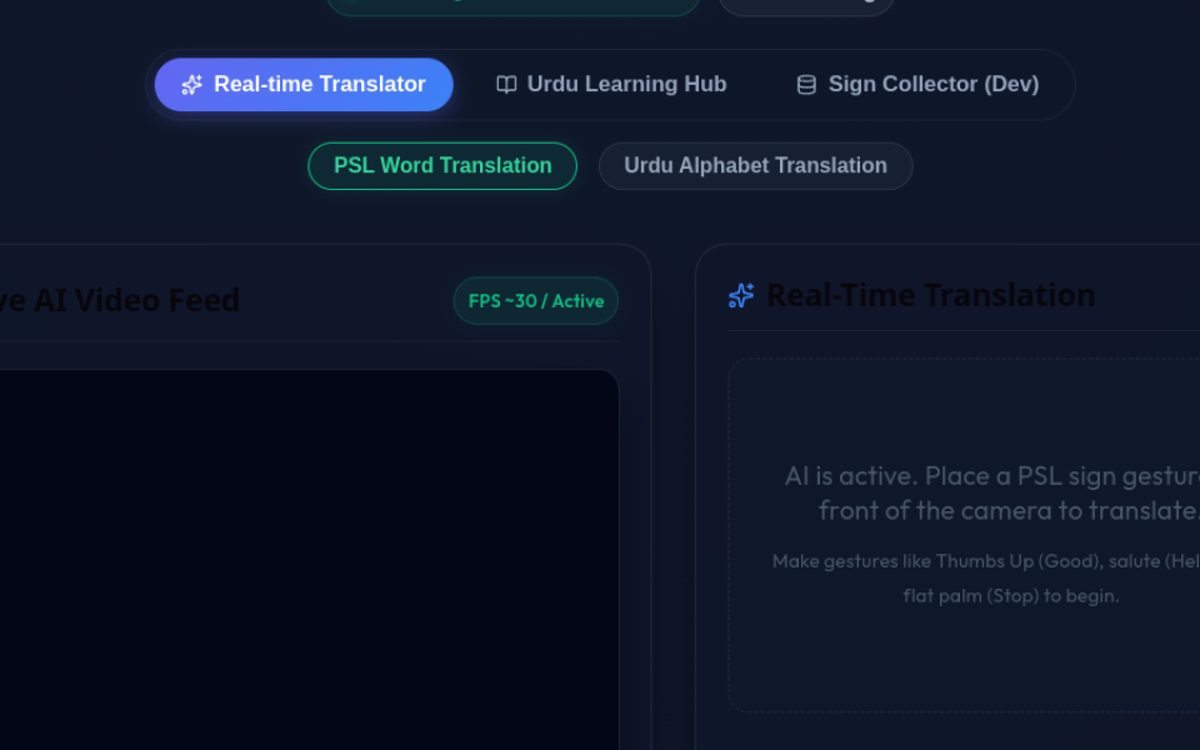 Real-time Translator
Urdu Learning Hub
Sign Collector (Dev)
PSL Word Translation
Urdu Alphabet Translation
AI Video Feed
FPS ~30 / Active
Real-Time Translation
AI is active. Place a PSL sign
front of the camera to translate.
Make gestures like Thumbs Up (Good), salute
flat palm (Stop) to begin.